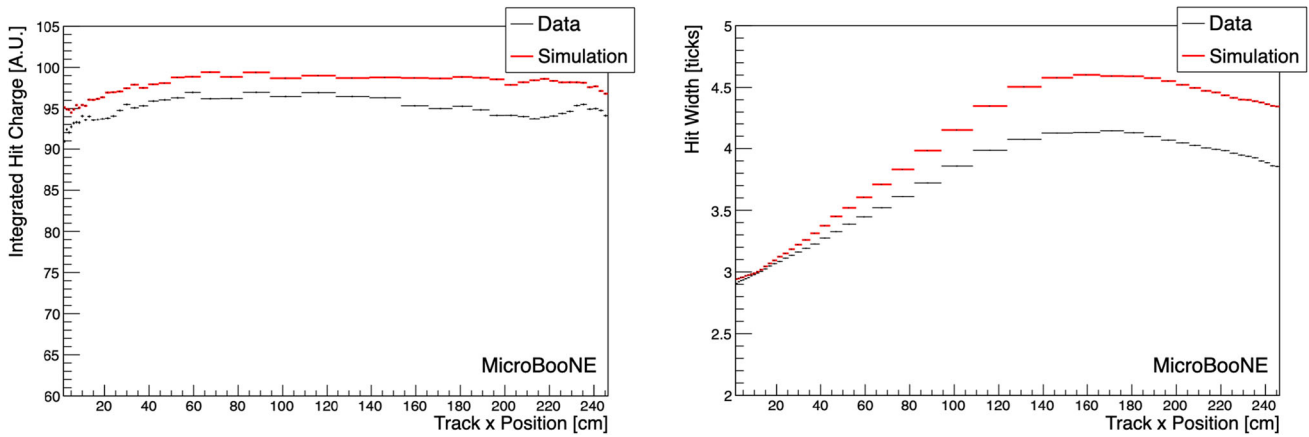 Data
Simulation
Integrated Hit Charge [A.U.]
105
100
95
90
85
80
75
70
65
60
20 40 60 80 100 120 140 160 180 200 220 240
Track x Position [cm]
MicroBooNE
Data
Simulation
Hit Width [ticks]
5
4.5
4
3.5
3
2.5
2
20 40 60 80 100 120 140 160 180 200 220 240
Track x Position [cm]
MicroBooNE